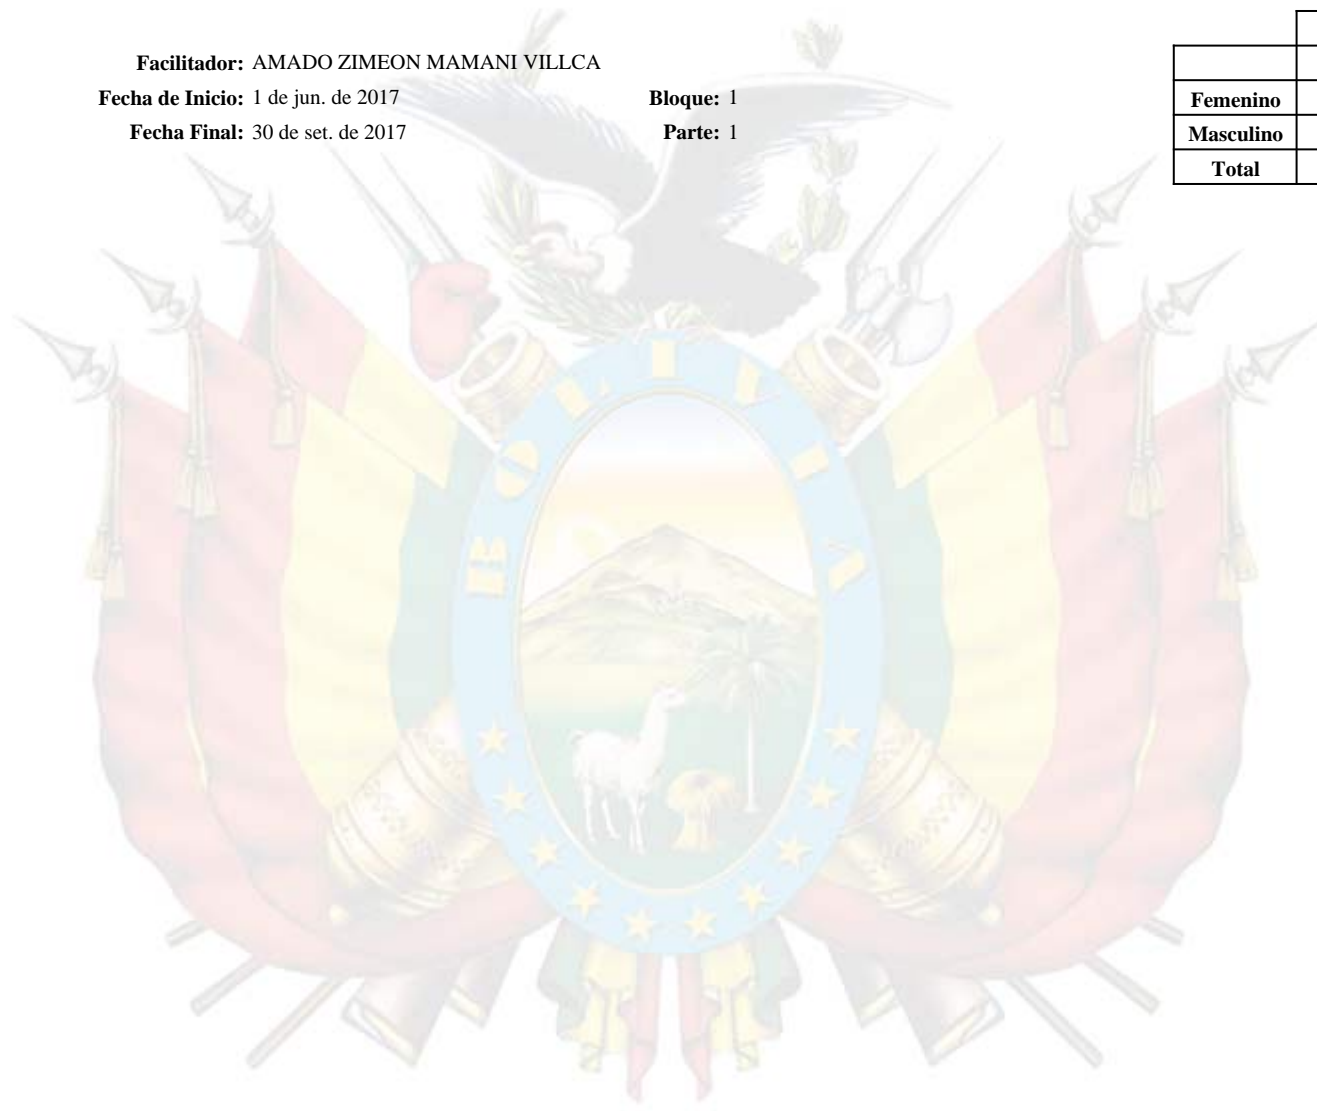 Facilitador: AMADO ZIMEON MAMANI VILLCA
Fecha de Inicio: 1 de jun. de 2017 Bloque: 1
Fecha Final: 30 de set. de 2017 Parte: 1
Femenino
Masculino
Total
BOLIVIA